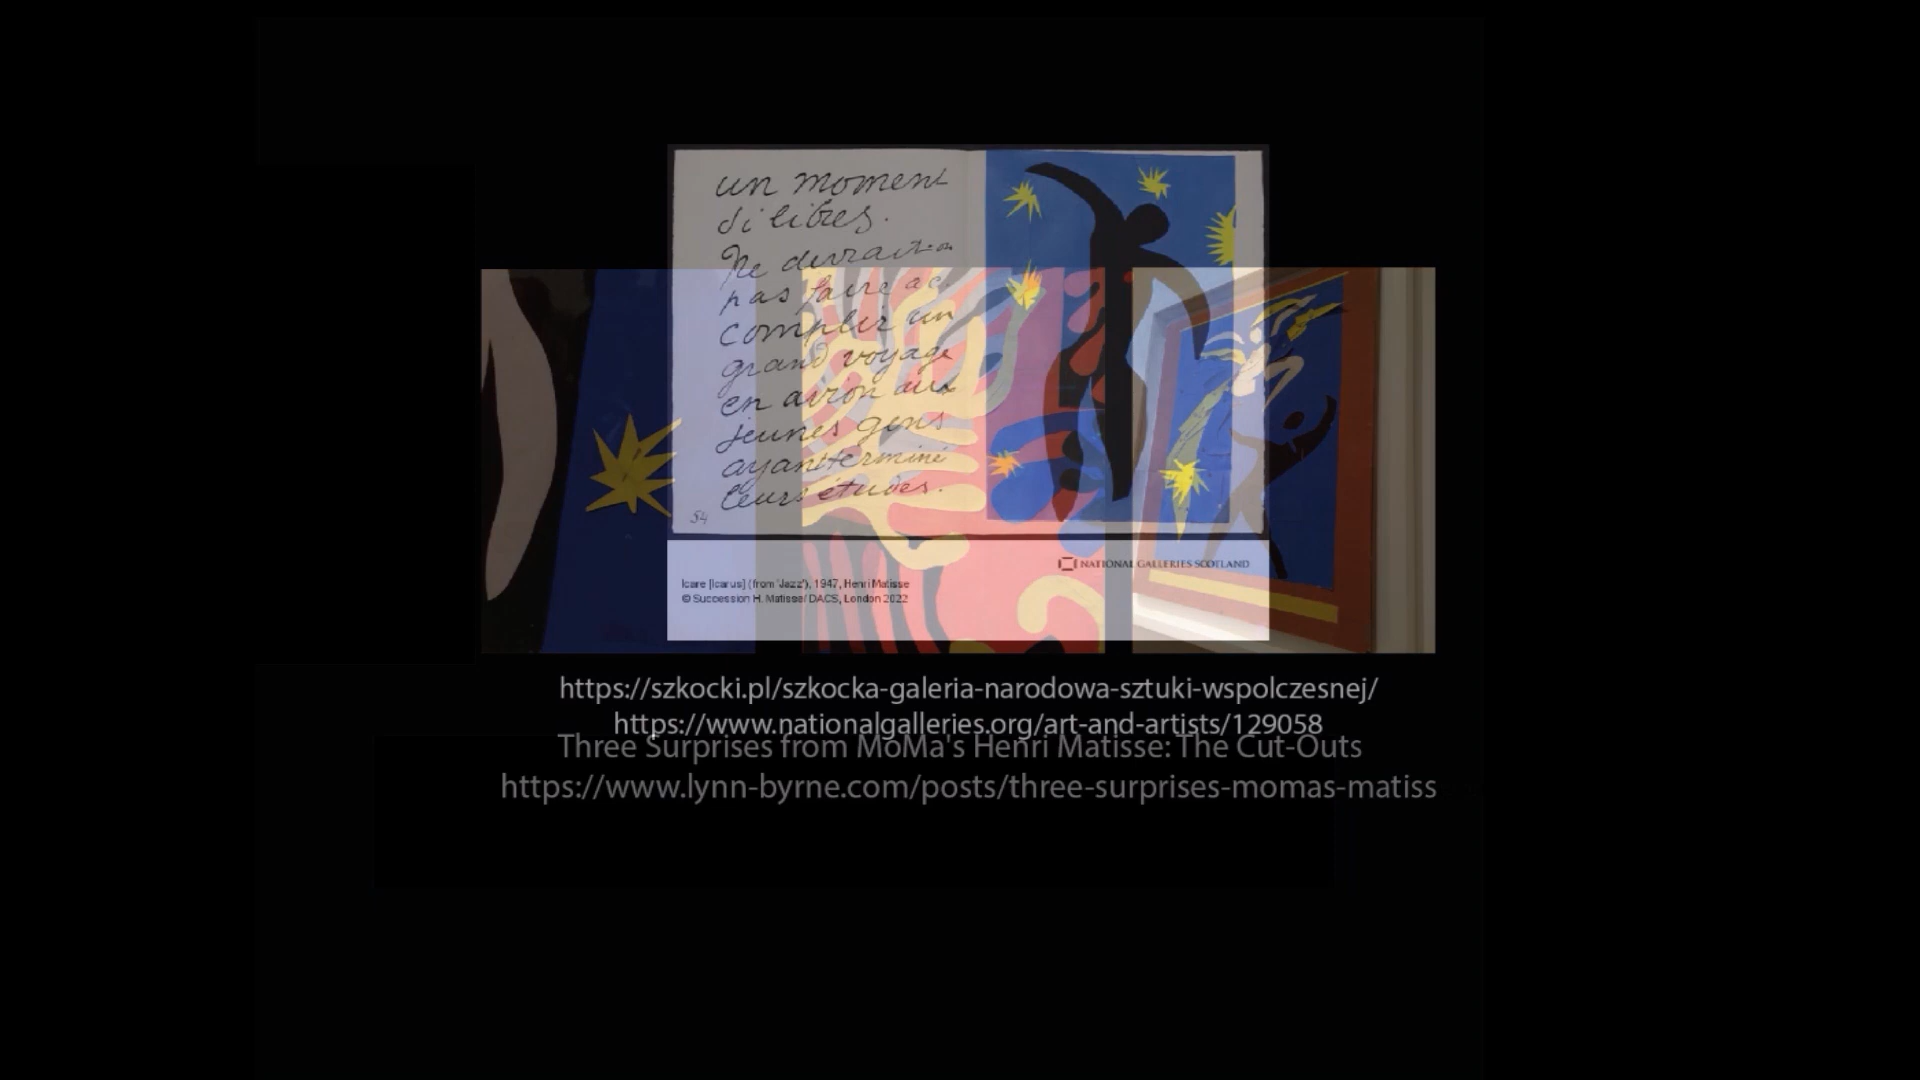 un moment
si libres.
Ne devrait-on
pas faire ac-
complir un
grand voyage
en avion aux
jeunes gens
ayant terminé
leurs études.
54
NATIONAL GALLERIES SCOTLAND
Icare [Icarus] (from 'Jazz'), 1947, Henri Matisse
© Succession H. Matisse/ DACS, London 2022
https://szkocki.pl/szkocka-galeria-narodowa-sztuki-wspolczesnej/
https://www.nationalgalleries.org/art-and-artists/129058
Three Surprises from MoMa's Henri Matisse: The Cut-Outs
https://www.lynn-byrne.com/posts/three-surprises-momas-matiss